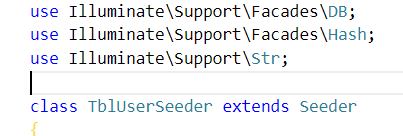 use Illuminate\Support\Facades\DB;
use Illuminate\Support\Facades\Hash;
use Illuminate\Support\Str;
class TblUserSeeder extends Seeder
{